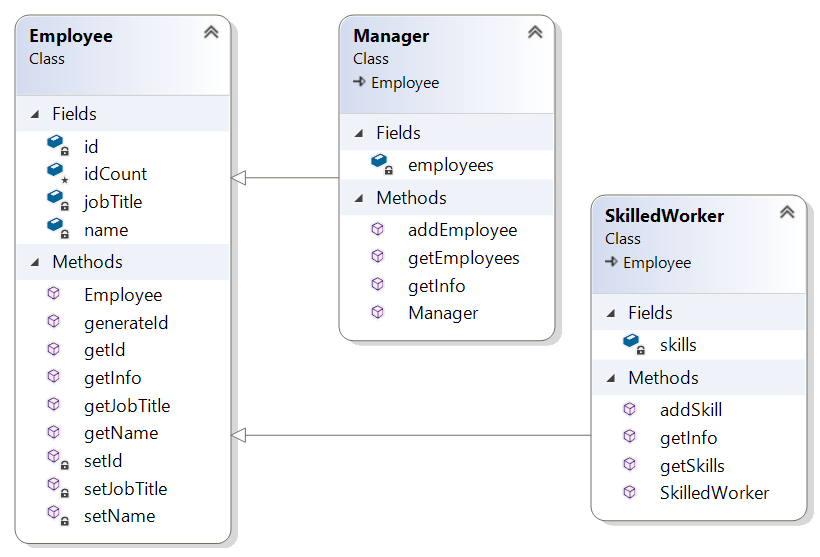 Employee
Class
Fields
id
idCount
jobTitle
name
Methods
Employee
generateId
getId
getInfo
getJobTitle
getName
setId
setJobTitle
setName
Manager
Class
Employee
Fields
employees
Methods
addEmployee
getEmployees
getInfo
Manager
SkilledWorker
Class
Employee
Fields
skills
Methods
addSkill
getInfo
getSkills
SkilledWorker